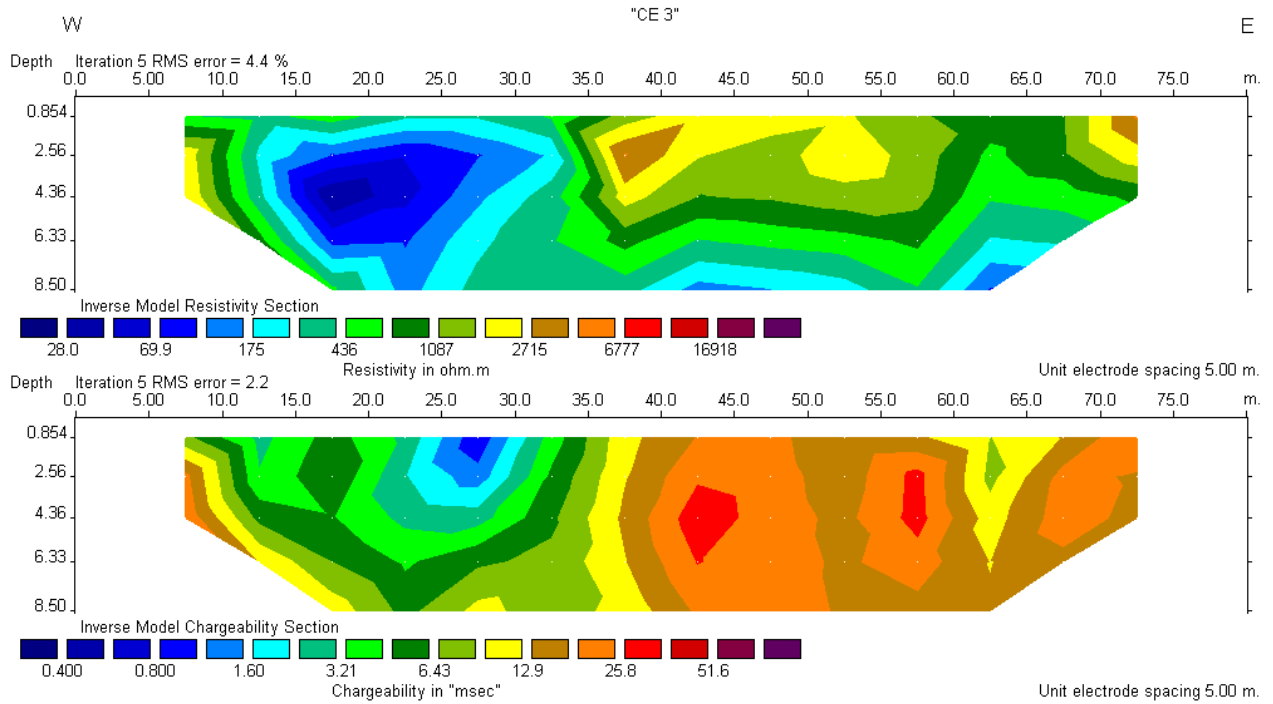 "CE 3"
W E
Depth Iteration 5 RMS error = 4.4 %
0.0 5.00 10.0 15.0 20.0 25.0 30.0 35.0 40.0 45.0 50.0 55.0 60.0 65.0 70.0 75.0 m.
0.854
2.56
4.36
6.33
8.50
Inverse Model Resistivity Section
28.0 69.9 175 436 1087 2715 6777 16918
Resistivity in ohm.m Unit electrode spacing 5.00 m.
Depth Iteration 5 RMS error = 2.2
0.0 5.00 10.0 15.0 20.0 25.0 30.0 35.0 40.0 45.0 50.0 55.0 60.0 65.0 70.0 75.0 m.
0.854
2.56
4.36
6.33
8.50
Inverse Model Chargeability Section
0.400 0.800 1.60 3.21 6.43 12.9 25.8 51.6
Chargeability in "msec" Unit electrode spacing 5.00 m.